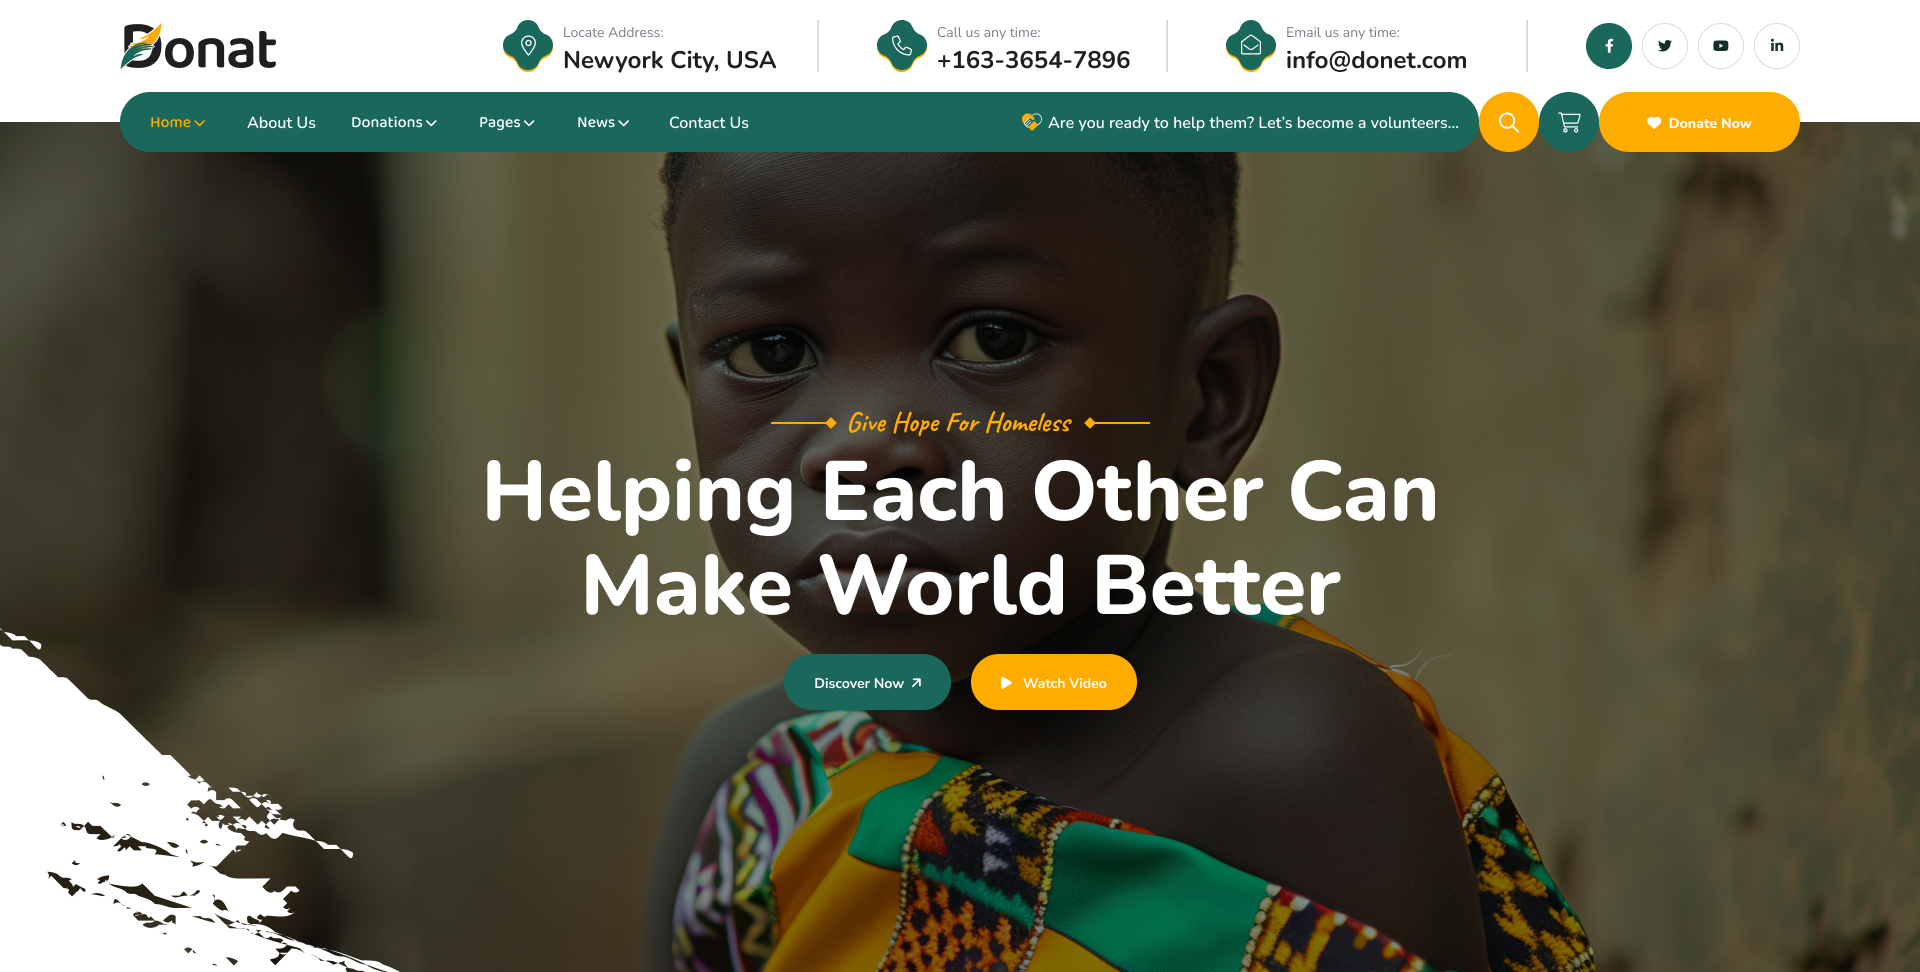 Donat
Locate Address:
Newyork City, USA
Call us any time:
+163-3654-7896
Email us any time:
info@donet.com
Home
About Us
Donations
Pages
News
Contact Us
Are you ready to help them? Let's become a volunteers...
Donate Now
Give Hope For Homeless
Helping Each Other Can
Make World Better
Discover Now
Watch Video